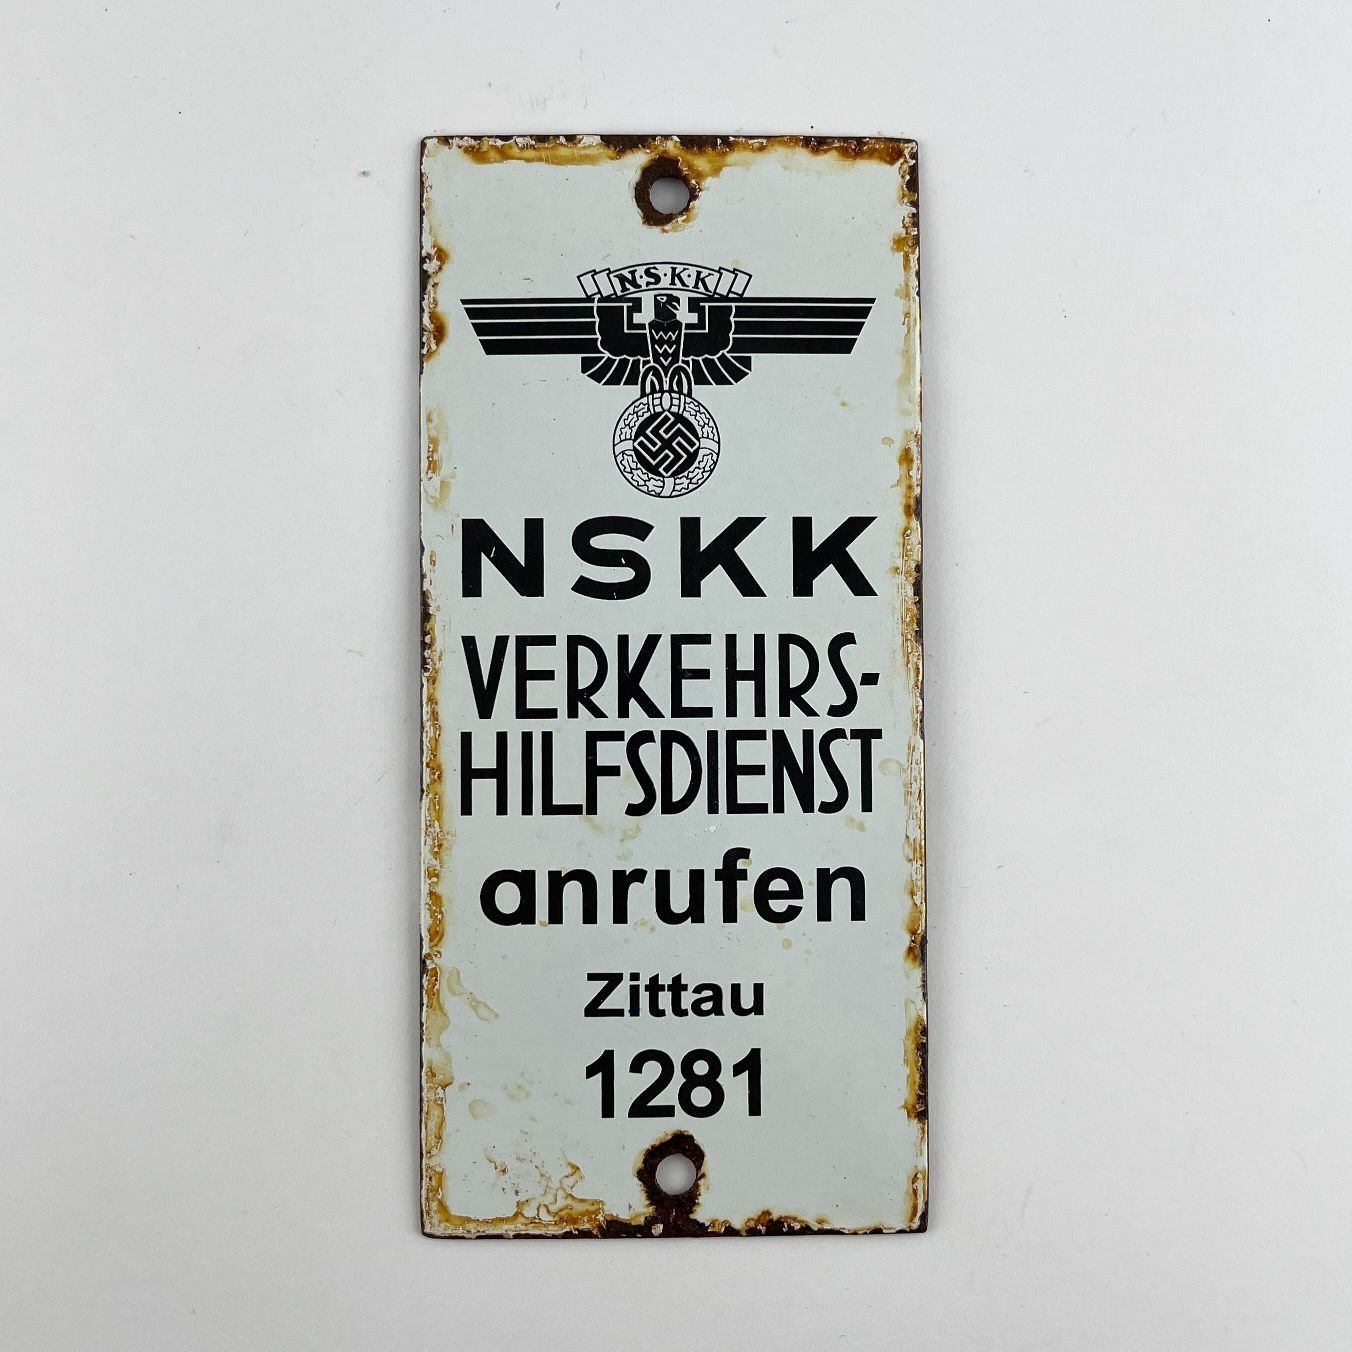 N·S·K·K
NSKK
VERKEHRS-
HILFSDIENST
anrufen
Zittau
1281